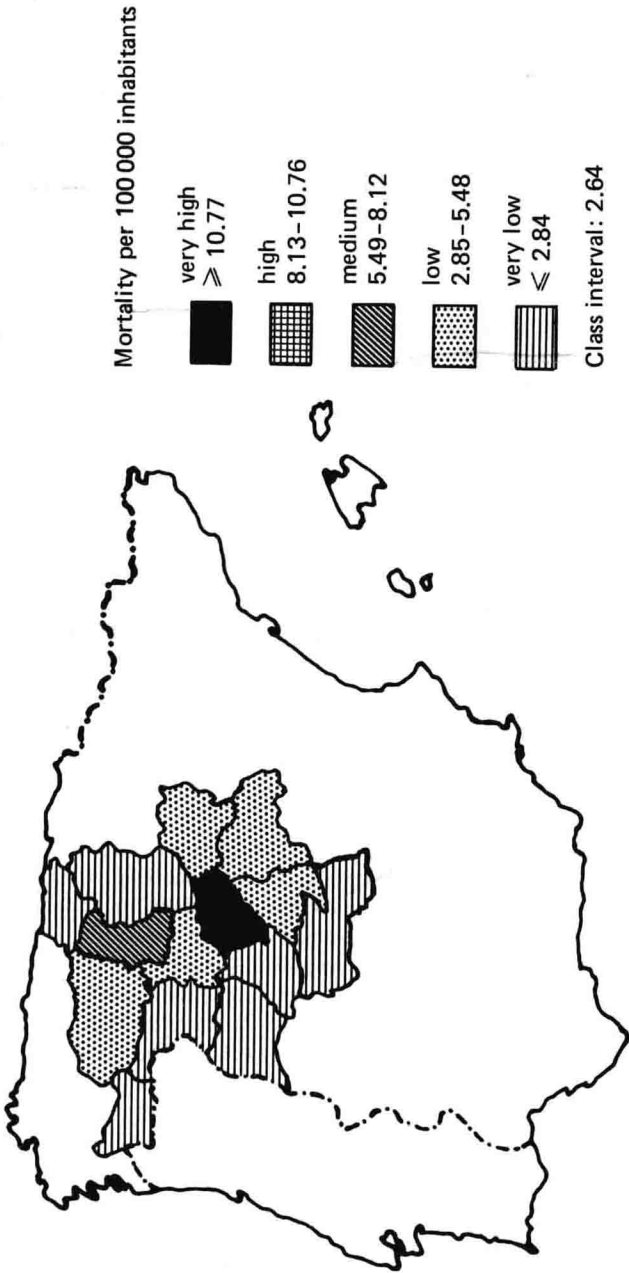 Mortality per 100 000 inhabitants
very high
⩾ 10.77
high
8.13–10.76
medium
5.49–8.12
low
2.85–5.48
very low
⩽ 2.84
Class interval: 2.64